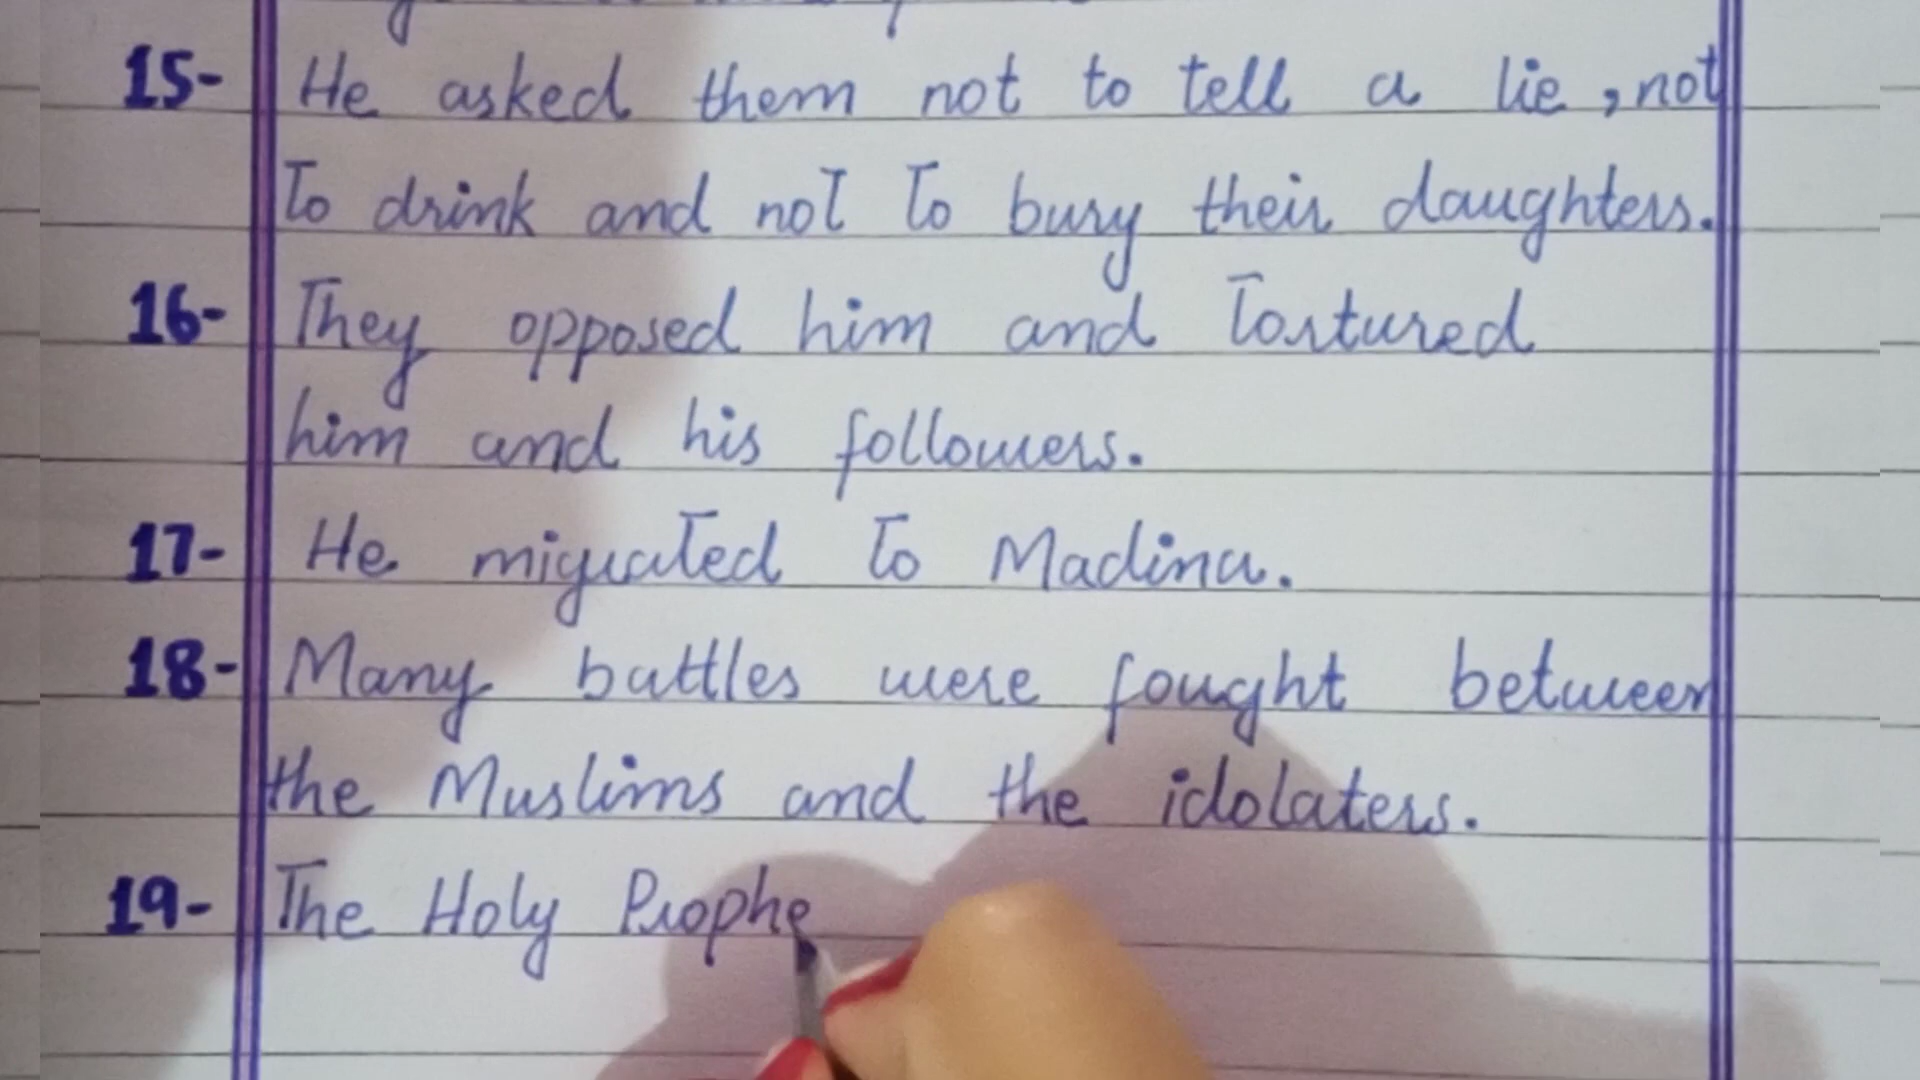 15- He asked them not to tell a lie, not
to drink and not to bury their daughters.
16- They opposed him and tortured
him and his followers.
17- He migrated to Madina.
18- Many battles were fought between
the Muslims and the idolaters.
19- The Holy Prophe